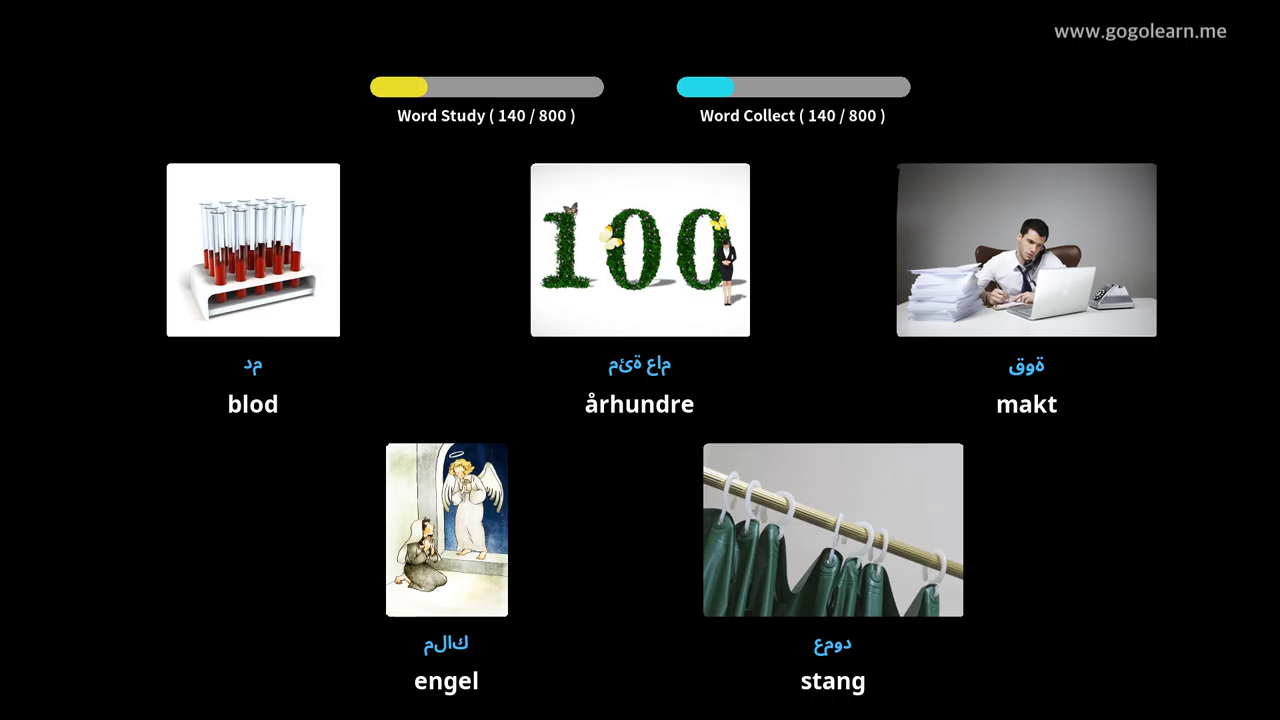 www.gogolearn.me
Word Study ( 140 / 800 )
Word Collect ( 140 / 800 )
مد
blod
ماع ةئم
århundre
ةوق
makt
كالم
engel
دومع
stang